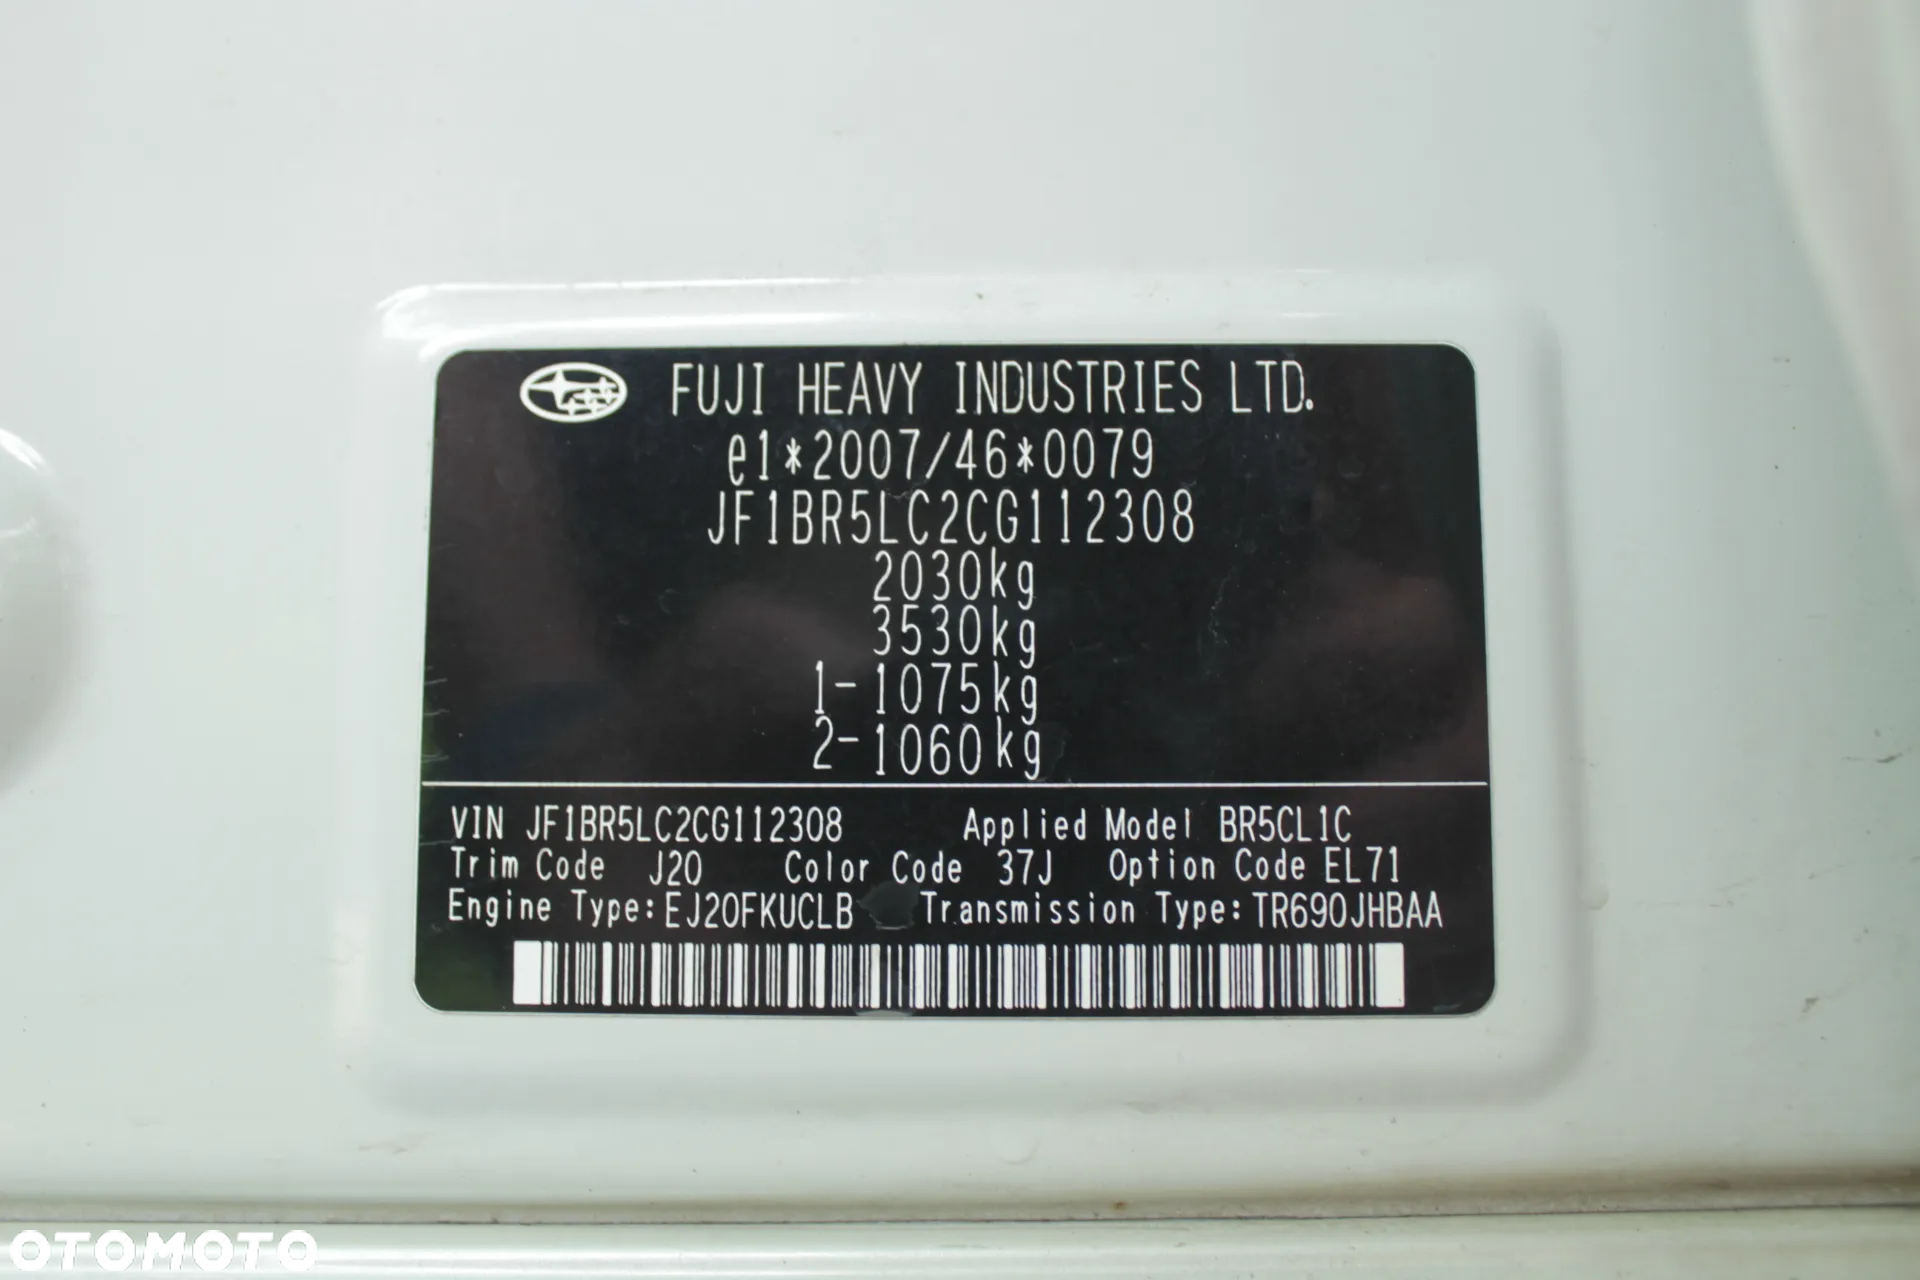 FUJI HEAVY INDUSTRIES LTD.
e1*2007/46*0079
JF1BR5LC2CG112308
2030kg
3530kg
1-1075kg
2-1060kg
VIN JF1BR5LC2CG112308 Applied Model BR5CL1C
Trim Code J20 Color Code 37J Option Code EL71
Engine Type:EJ20FKUCLB Transmission Type:TR690JHBAA
OTOMOTO